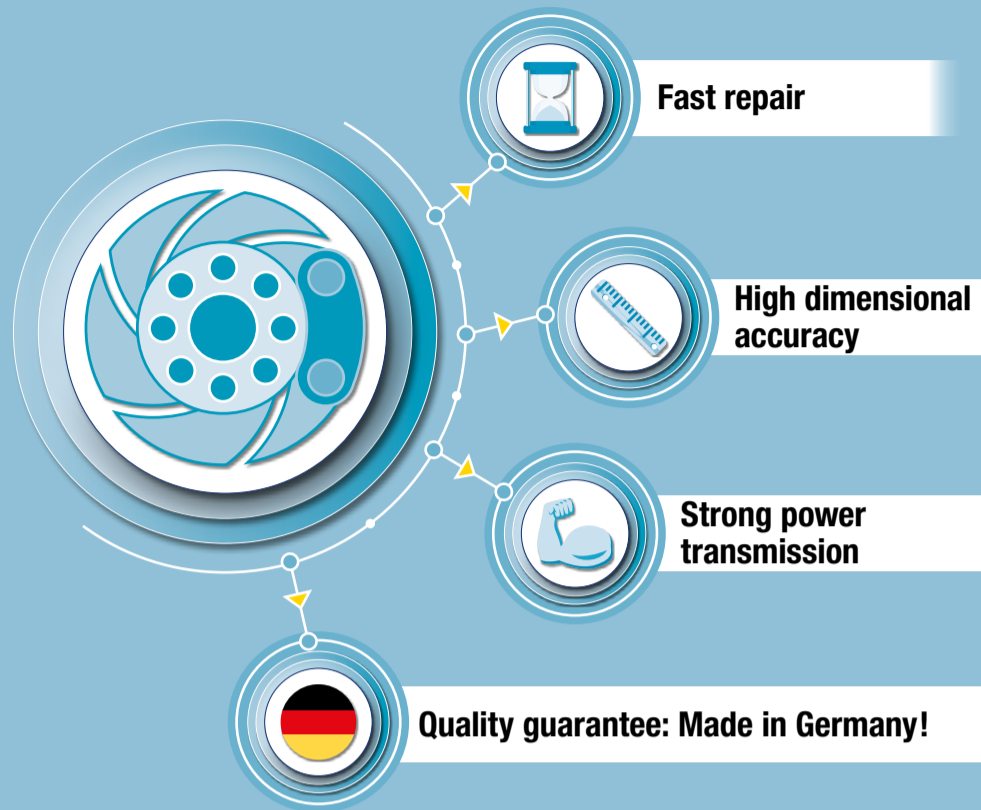 Fast repair
High dimensional
accuracy
Strong power
transmission
Quality guarantee: Made in Germany!